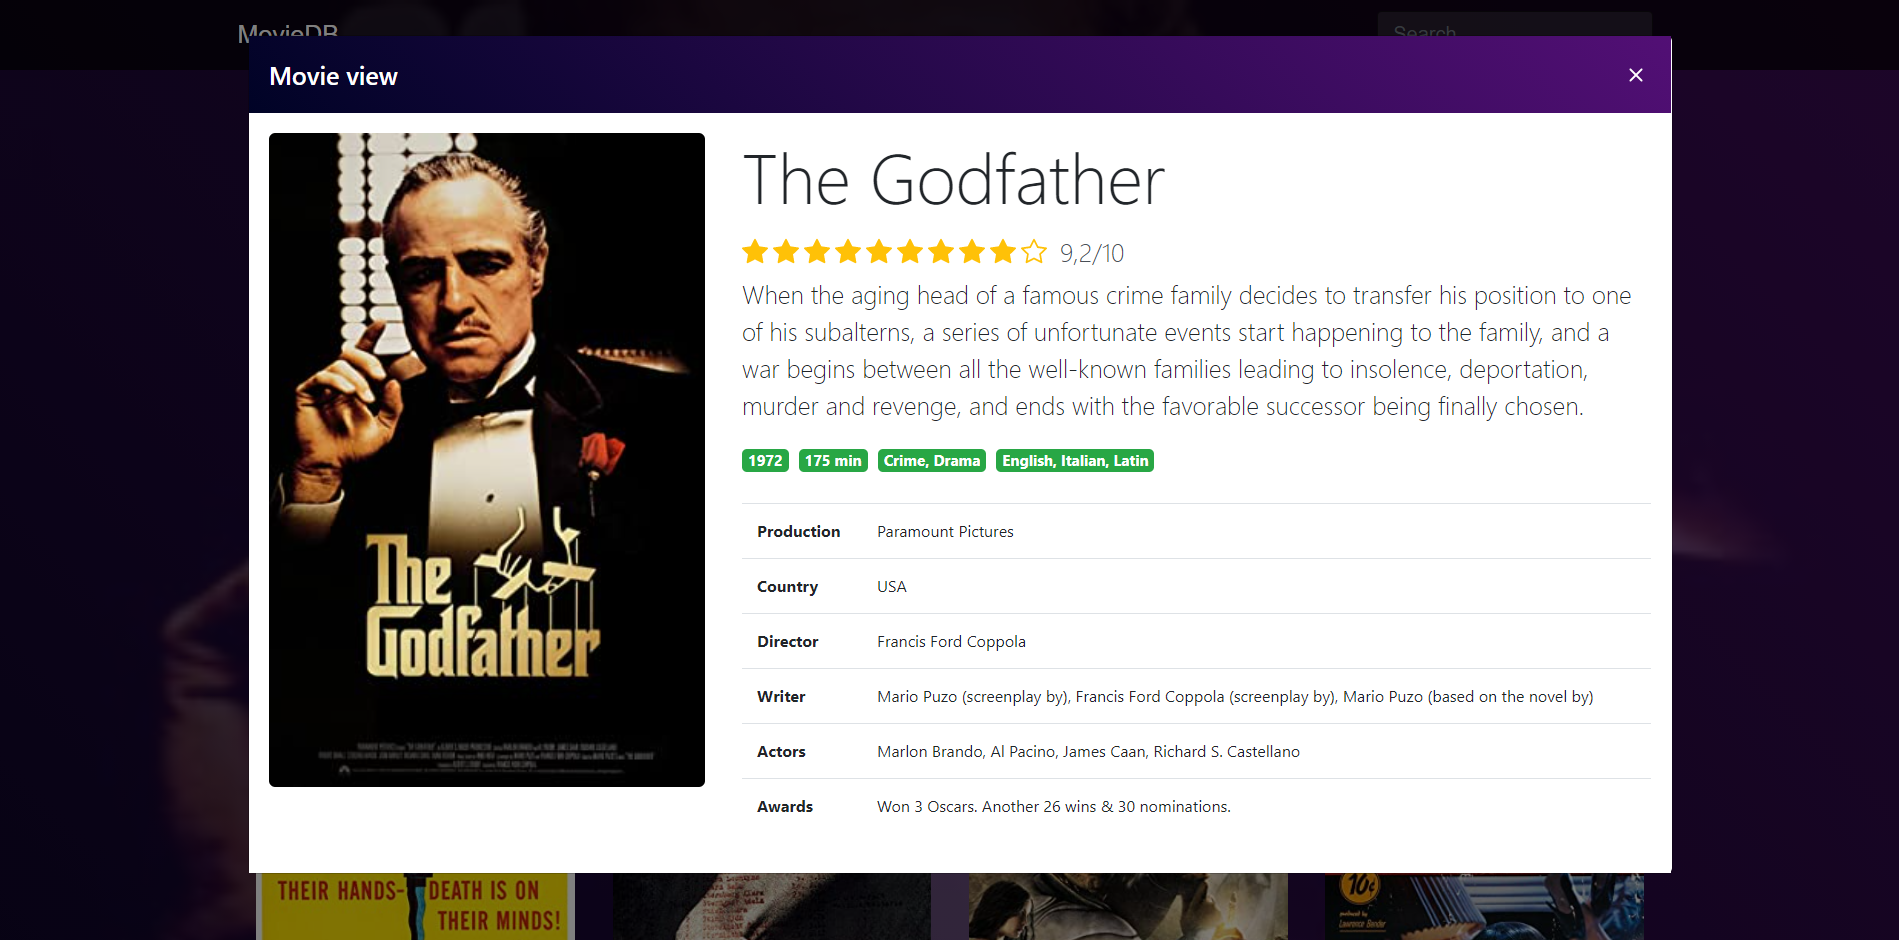 MovieDB
Search
Movie view
The Godfather
9,2/10
When the aging head of a famous crime family decides to transfer his position to one
of his subalterns, a series of unfortunate events start happening to the family, and a
war begins between all the well-known families leading to insolence, deportation,
murder and revenge, and ends with the favorable successor being finally chosen.
1972 175 min Crime, Drama English, Italian, Latin
Production Paramount Pictures
Country USA
Director Francis Ford Coppola
Writer Mario Puzo (screenplay by), Francis Ford Coppola (screenplay by), Mario Puzo (based on the novel by)
Actors Marlon Brando, Al Pacino, James Caan, Richard S. Castellano
Awards Won 3 Oscars. Another 26 wins & 30 nominations.
The
Godfather
THEIR HANDS- DEATH IS ON
THEIR MINDS!
10¢
produced by
Lawrence Bender